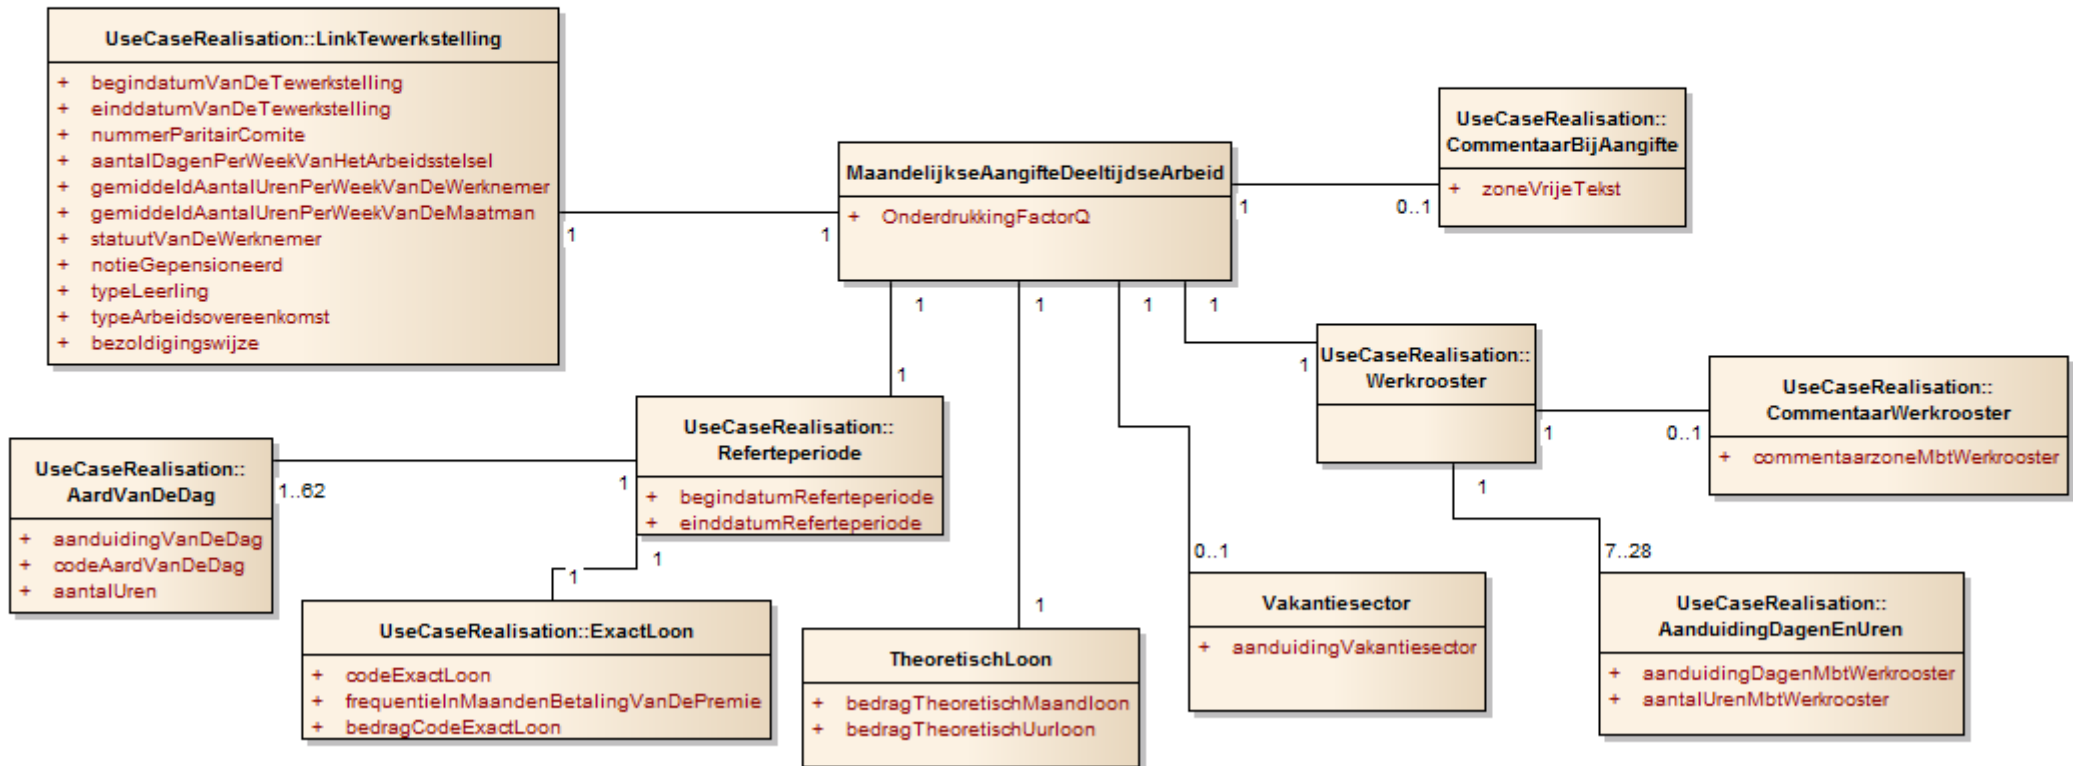 UseCaseRealisation::LinkTewerkstelling
+ begindatumVanDeTewerkstelling
+ einddatumVanDeTewerkstelling
+ nummerParitairComite
+ aantalDagenPerWeekVanHetArbeidsstelsel
+ gemiddeldAantalUrenPerWeekVanDeWerknemer
+ gemiddeldAantalUrenPerWeekVanDeMaatman
+ statuutVanDeWerknemer
+ notieGepensioneerd
+ typeLeerling
+ typeArbeidsovereenkomst
+ bezoldigingswijze
1
1
MaandelijkseAangifteDeeltijdseArbeid
+ OnderdrukkingFactorQ
1
0..1
UseCaseRealisation::
CommentaarBijAangifte
+ zoneVrijeTekst
1
1
1
1
1
1
UseCaseRealisation::
Werkrooster
1
0..1
UseCaseRealisation::
CommentaarWerkrooster
+ commentaarzoneMbtWerkrooster
UseCaseRealisation::
AardVanDeDag
+ aanduidingVanDeDag
+ codeAardVanDeDag
+ aantalUren
1..62
1
UseCaseRealisation::
Referteperiode
+ begindatumReferteperiode
+ einddatumReferteperiode
1
1
UseCaseRealisation::ExactLoon
+ codeExactLoon
+ frequentieInMaandenBetalingVanDePremie
+ bedragCodeExactLoon
1
TheoretischLoon
+ bedragTheoretischMaandloon
+ bedragTheoretischUurloon
0..1
Vakantiesector
+ aanduidingVakantiesector
1
7..28
UseCaseRealisation::
AanduidingDagenEnUren
+ aanduidingDagenMbtWerkrooster
+ aantalUrenMbtWerkrooster